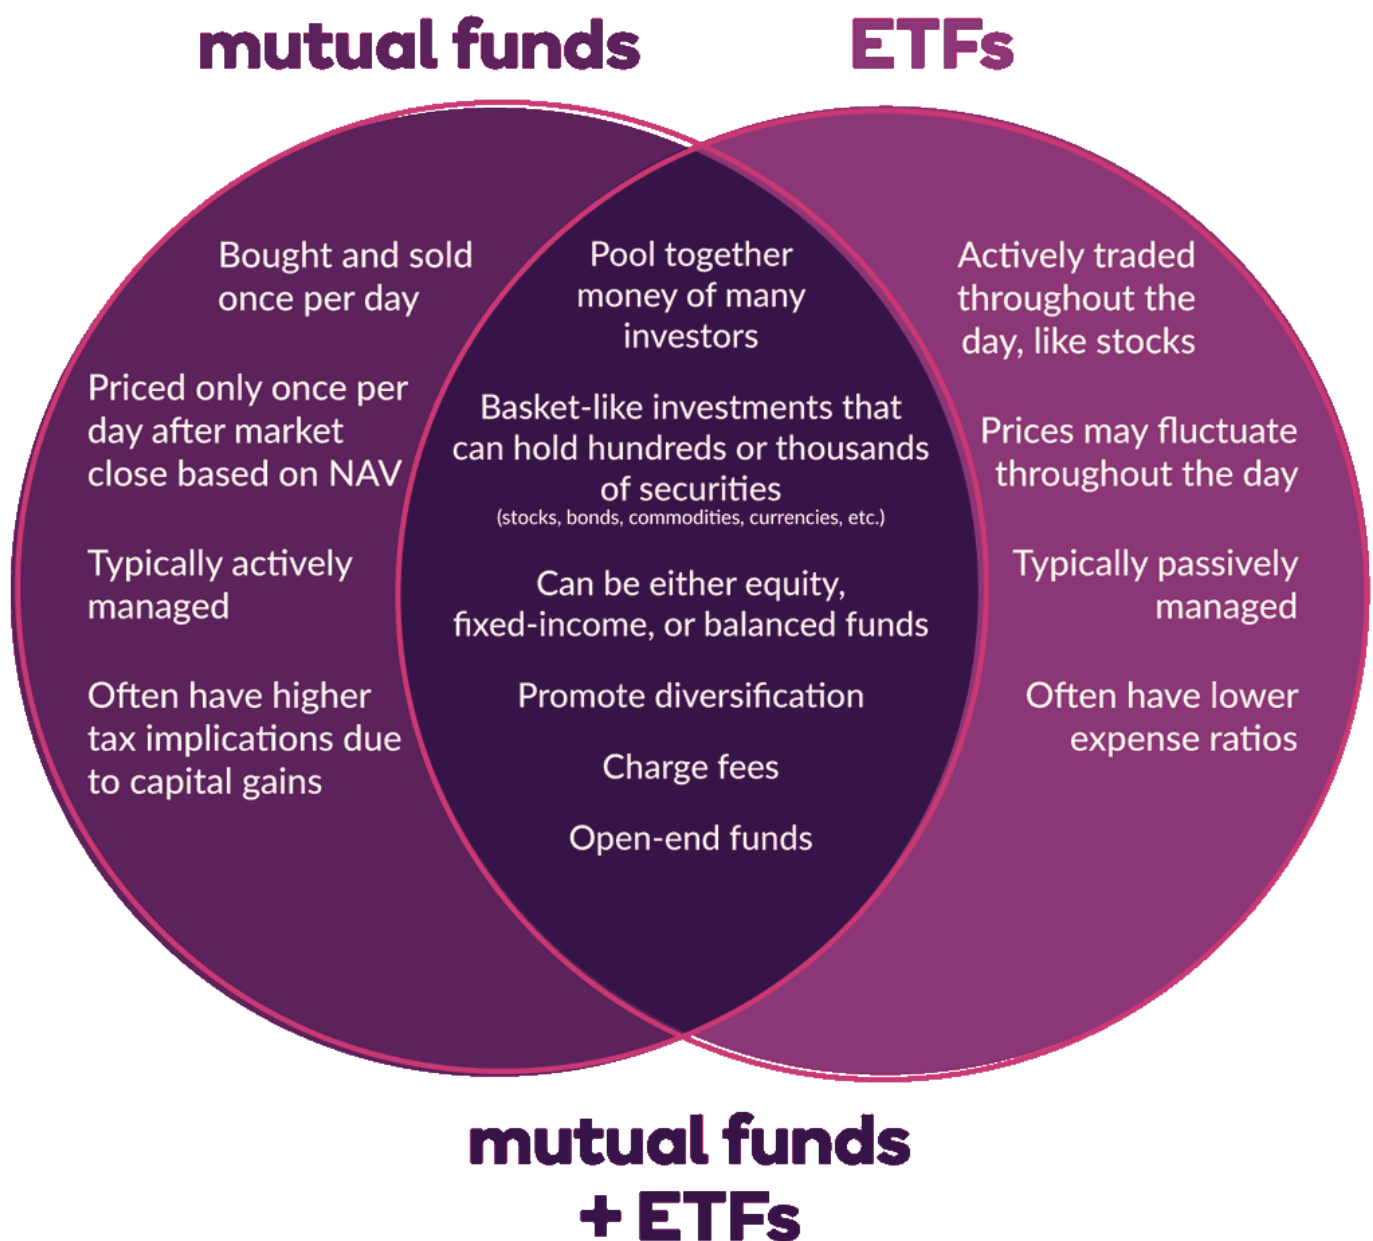 mutual funds
ETFs
Bought and sold
once per day
Priced only once per
day after market
close based on NAV
Typically actively
managed
Often have higher
tax implications due
to capital gains
Pool together
money of many
investors
Basket-like investments that
can hold hundreds or thousands
of securities
(stocks, bonds, commodities, currencies, etc.)
Can be either equity,
fixed-income, or balanced funds
Promote diversification
Charge fees
Open-end funds
Actively traded
throughout the
day, like stocks
Prices may fluctuate
throughout the day
Typically passively
managed
Often have lower
expense ratios
mutual funds
+ ETFs